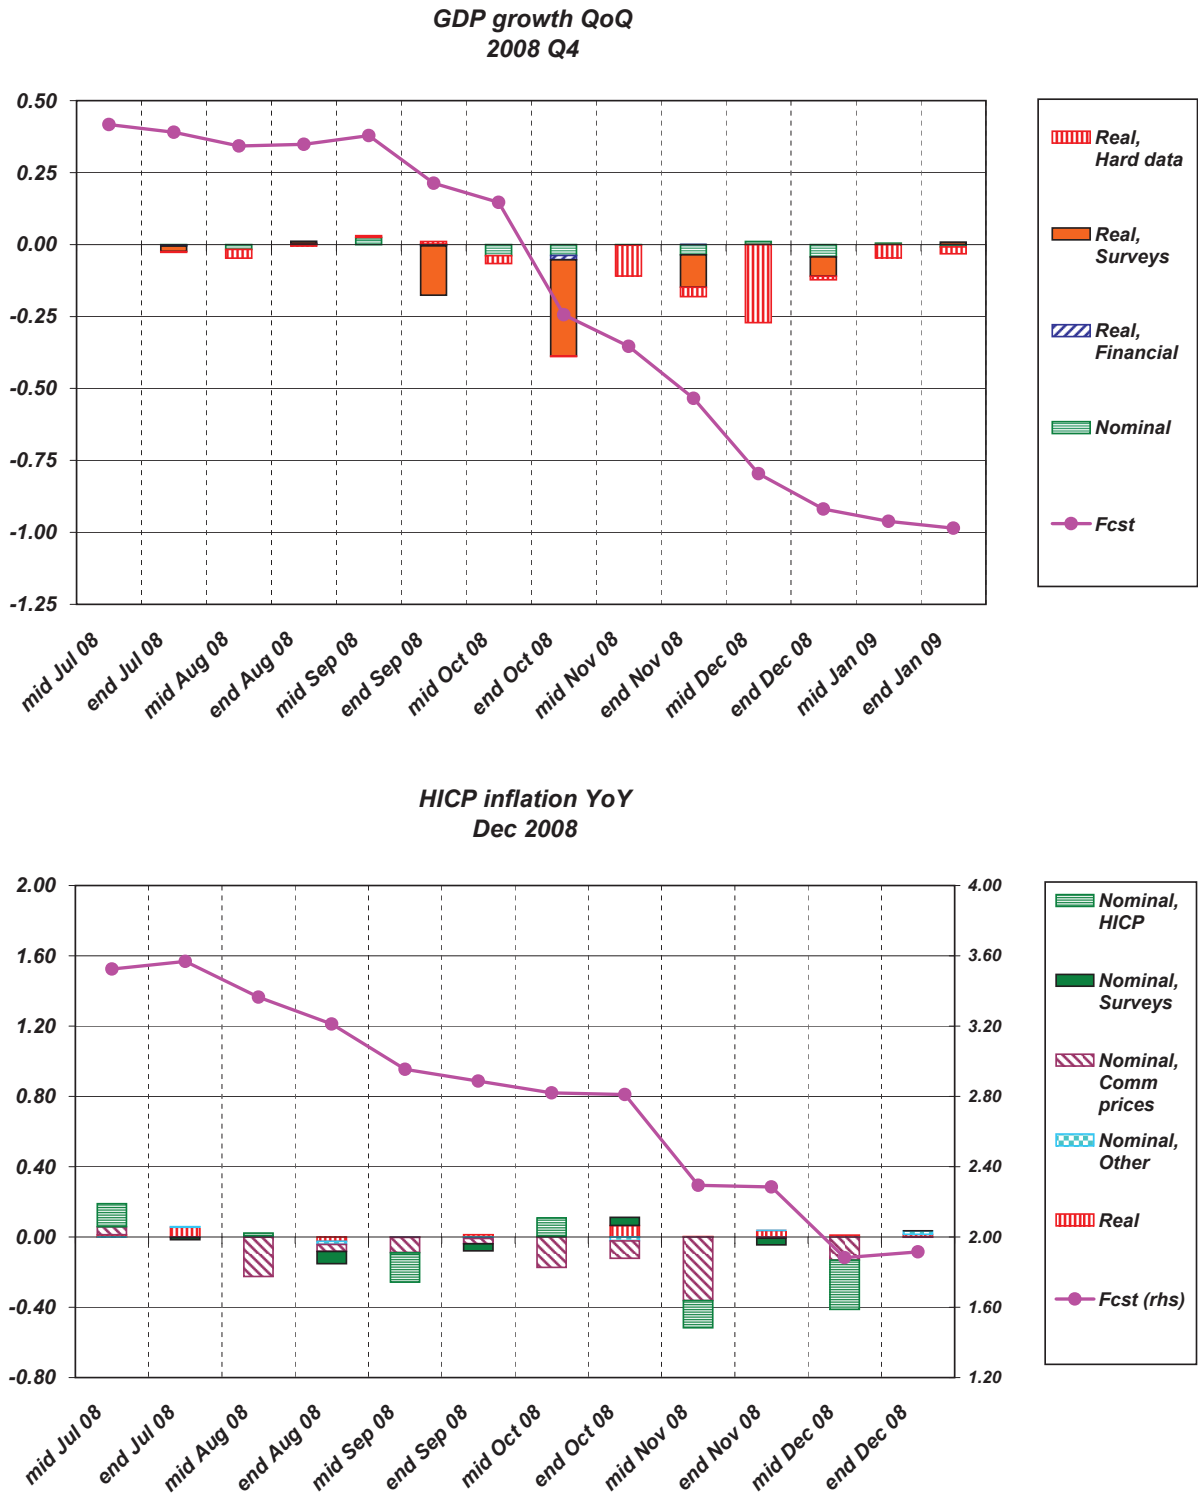 GDP growth QoQ
2008 Q4
0.50
0.25
0.00
-0.25
-0.50
-0.75
-1.00
-1.25
mid Jul 08
end Jul 08
mid Aug 08
end Aug 08
mid Sep 08
end Sep 08
mid Oct 08
end Oct 08
mid Nov 08
end Nov 08
mid Dec 08
end Dec 08
mid Jan 09
end Jan 09
Real,
Hard data
Real,
Surveys
Real,
Financial
Nominal
Fcst
HICP inflation YoY
Dec 2008
2.00
1.60
1.20
0.80
0.40
0.00
-0.40
-0.80
4.00
3.60
3.20
2.80
2.40
2.00
1.60
1.20
mid Jul 08
end Jul 08
mid Aug 08
end Aug 08
mid Sep 08
end Sep 08
mid Oct 08
end Oct 08
mid Nov 08
end Nov 08
mid Dec 08
end Dec 08
Nominal,
HICP
Nominal,
Surveys
Nominal,
Comm
prices
Nominal,
Other
Real
Fcst (rhs)